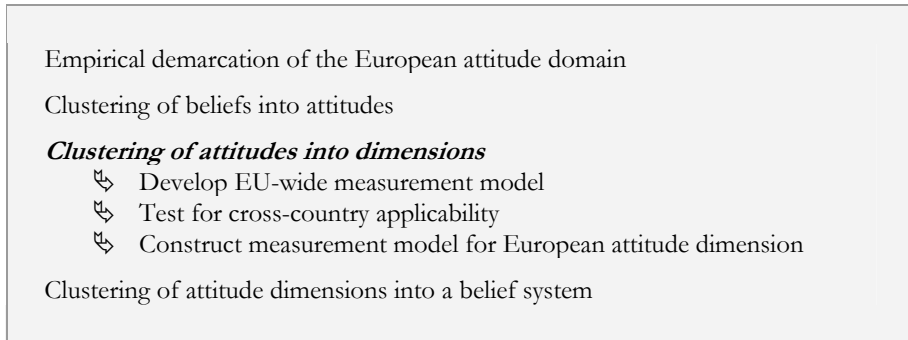 Empirical demarcation of the European attitude domain
Clustering of beliefs into attitudes
Clustering of attitudes into dimensions
Develop EU-wide measurement model
Test for cross-country applicability
Construct measurement model for European attitude dimension
Clustering of attitude dimensions into a belief system